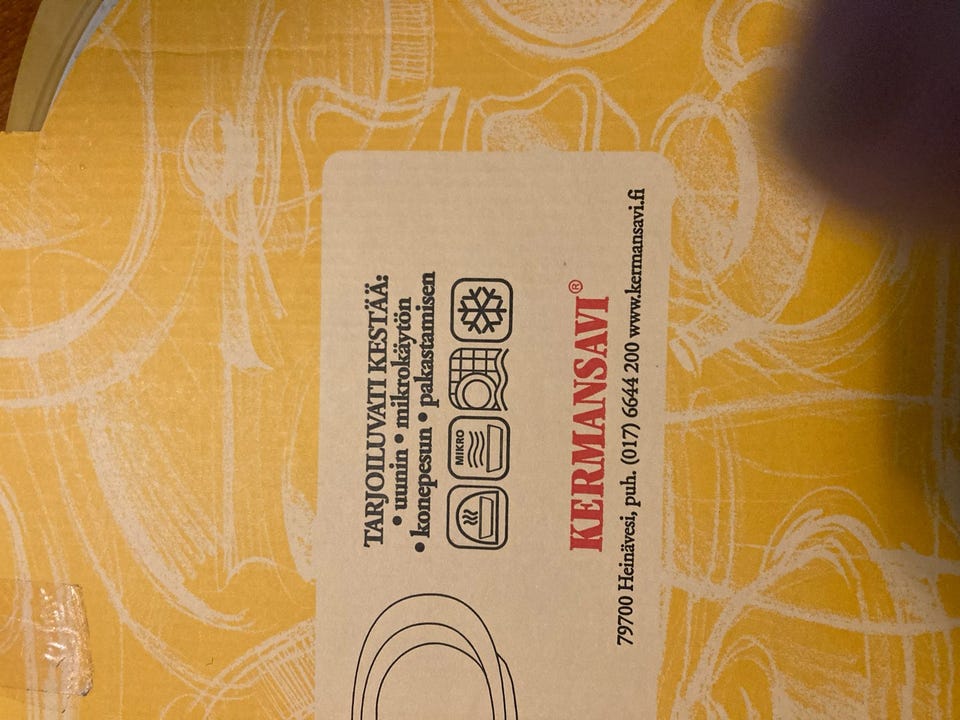 TARJOILUVATI KESTÄÄ:
• uunin • mikrokäytön
• konepesun • pakastamisen
MIKRO
KERMANSAVI®
79700 Heinävesi, puh. (017) 6644 200 www.kermansavi.fi